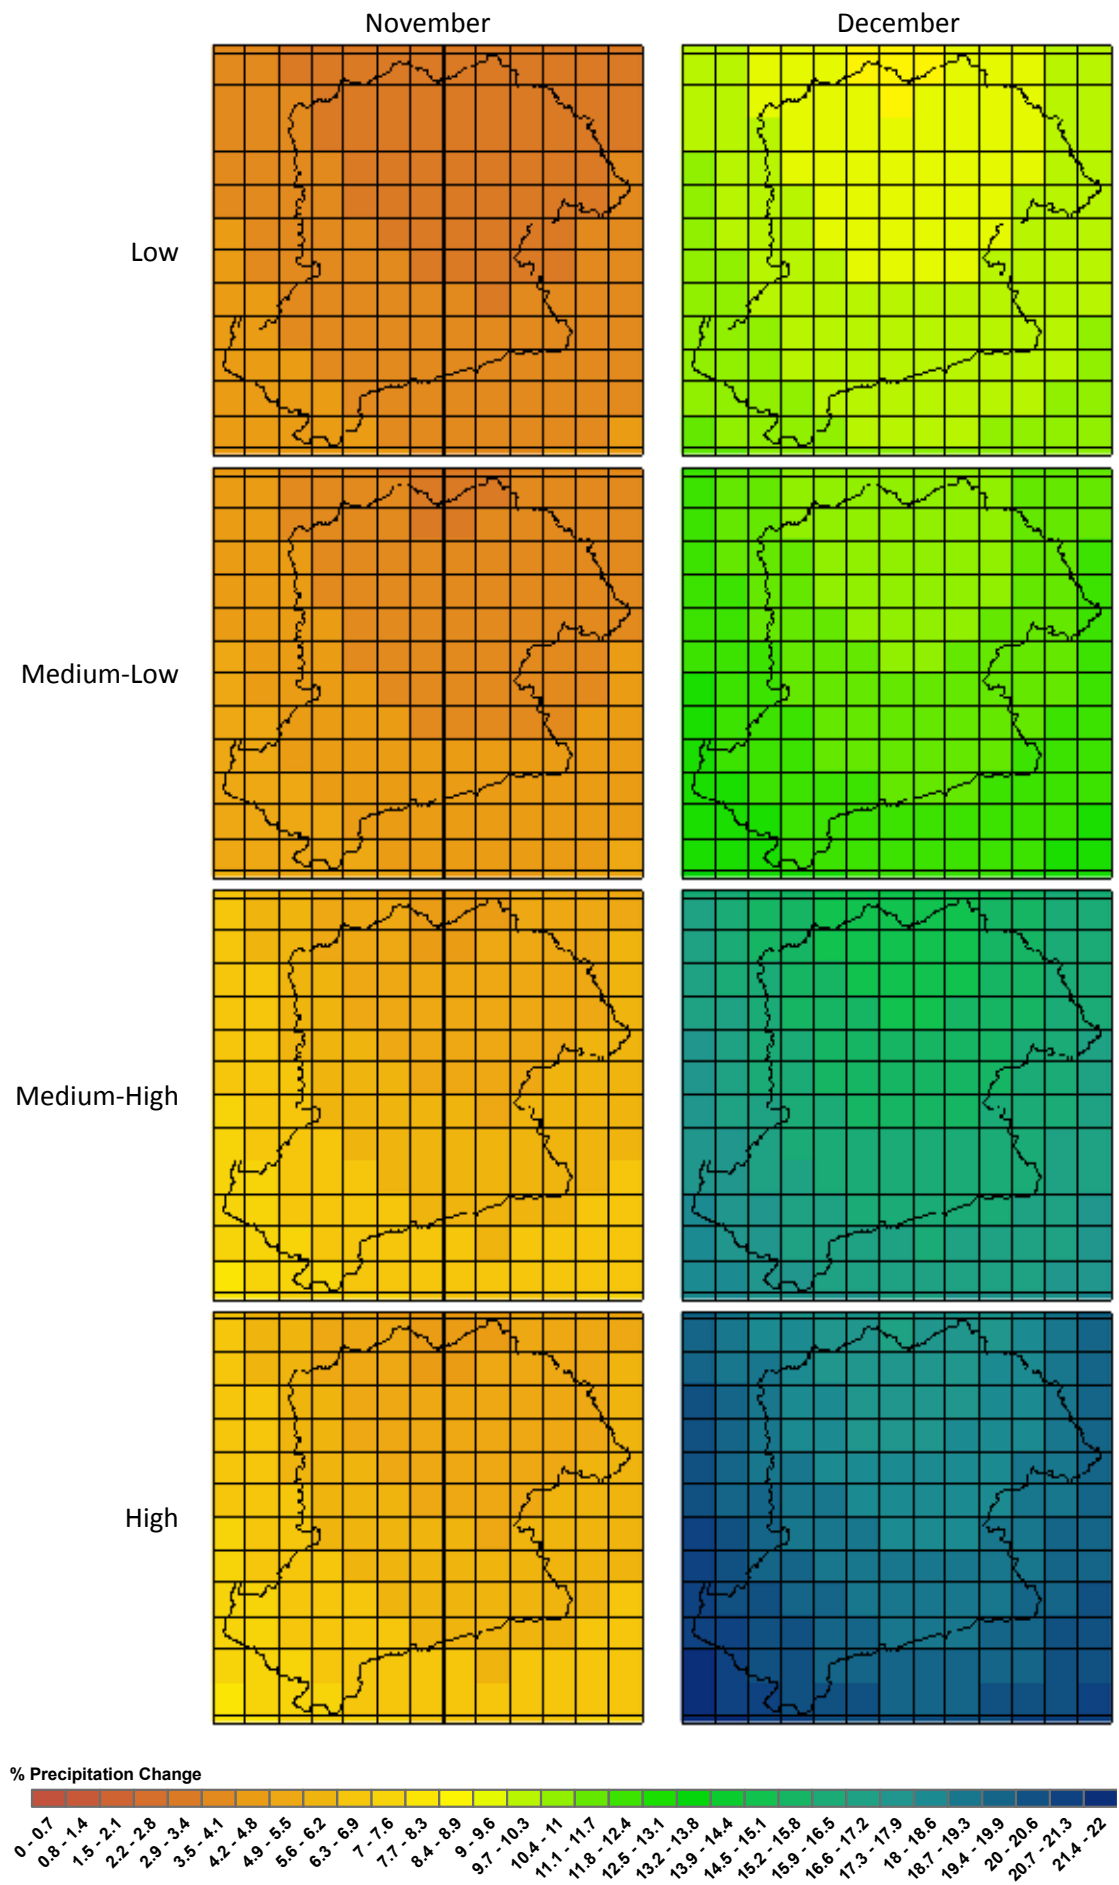 November December
Low
Medium-Low
Medium-High
High
% Precipitation Change
0 - 0.7
0.8 - 1.4
1.5 - 2.1
2.2 - 2.8
2.9 - 3.4
3.5 - 4.1
4.2 - 4.8
4.9 - 5.5
5.6 - 6.2
6.3 - 6.9
7 - 7.6
7.7 - 8.3
8.4 - 8.9
9 - 9.6
9.7 - 10.3
10.4 - 11
11.1 - 11.7
11.8 - 12.4
12.5 - 13.1
13.2 - 13.8
13.9 - 14.4
14.5 - 15.1
15.2 - 15.8
15.9 - 16.5
16.6 - 17.2
17.3 - 17.9
18 - 18.6
18.7 - 19.3
19.4 - 19.9
20 - 20.6
20.7 - 21.3
21.4 - 22